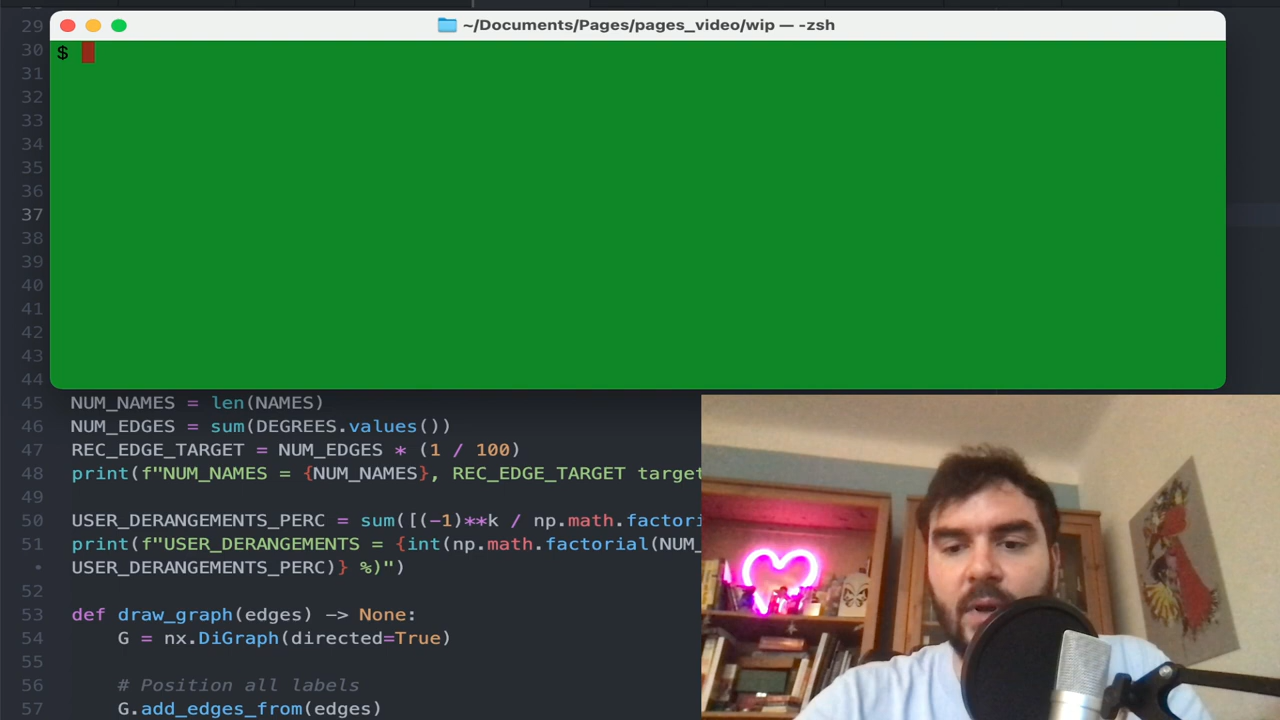 29
~/Documents/Pages/pages_video/wip — -zsh
30
$
31
32
33
34
35
36
37
38
39
40
41
42
43
44
45 NUM_NAMES = len(NAMES)
46 NUM_EDGES = sum(DEGREES.values())
47 REC_EDGE_TARGET = NUM_EDGES * (1 / 100)
48 print(f"NUM_NAMES = {NUM_NAMES}, REC_EDGE_TARGET target
49
50 USER_DERANGEMENTS_PERC = sum([(-1)**k / np.math.factori
51 print(f"USER_DERANGEMENTS = {int(np.math.factorial(NUM_
• USER_DERANGEMENTS_PERC)} %)")
52
53 def draw_graph(edges) -> None:
54 G = nx.DiGraph(directed=True)
55
56 # Position all labels
57 G.add_edges_from(edges)